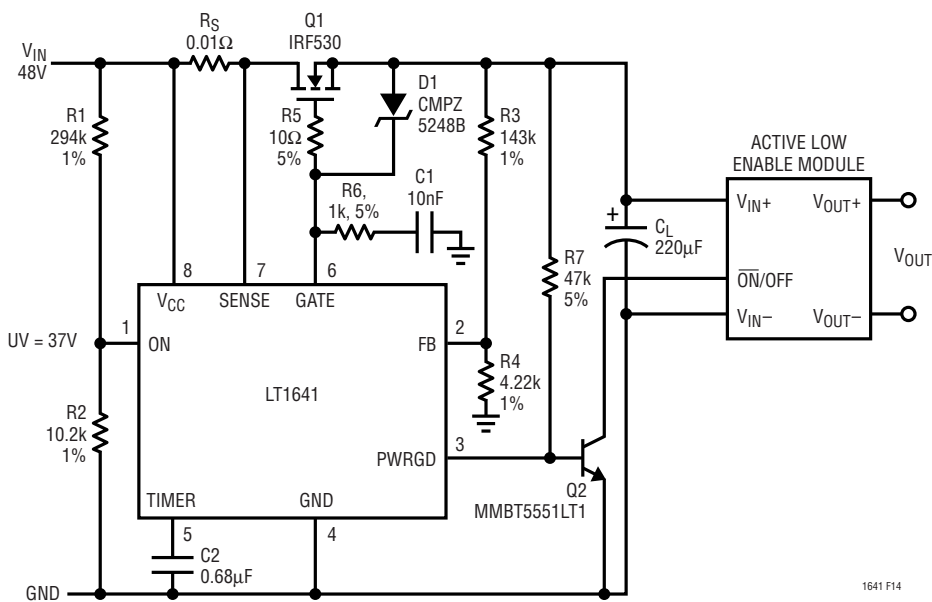 V_IN
48V
R_S
0.01Ω
Q1
IRF530
R1
294k
1%
R5
10Ω
5%
D1
CMPZ
5248B
R3
143k
1%
R6,
1k, 5%
C1
10nF
ACTIVE LOW
ENABLE MODULE
V_IN+
V_OUT+
+
C_L
220µF
V_OUT
O̅N̅/OFF
V_IN–
V_OUT–
R7
47k
5%
8
7
6
V_CC
SENSE
GATE
UV = 37V
1
ON
FB
2
LT1641
R4
4.22k
1%
R2
10.2k
1%
PWRGD
3
Q2
MMBT5551LT1
TIMER
GND
5
4
C2
0.68µF
GND
1641 F14